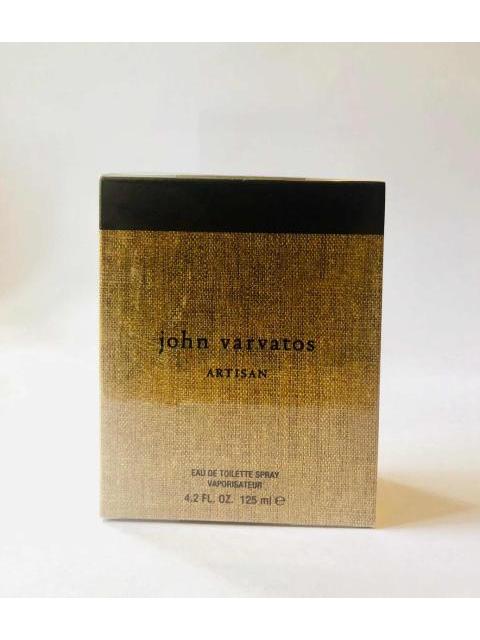 john varvatos
ARTISAN
EAU DE TOILETTE SPRAY
VAPORISATEUR
4.2 FL. OZ. 125 ml ℮